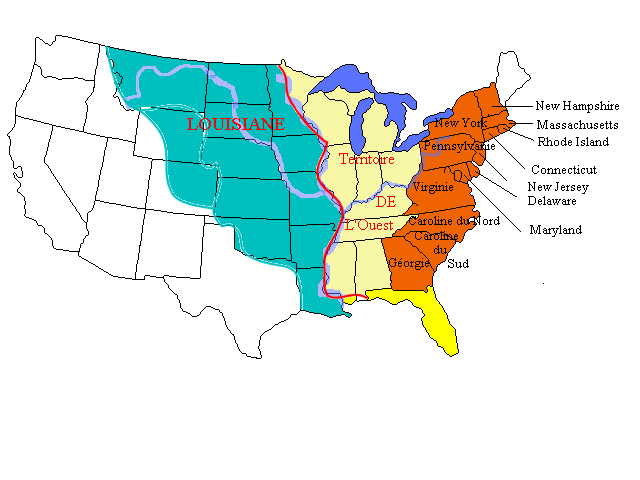 New Hampshire
New York
Massachusetts
LOUISIANE
Rhode Island
Pennsylvanie
Territoire
Connecticut
Virginie
New Jersey
DE
Delaware
L'Ouest
Caroline du Nord
Maryland
Caroline
du
Géorgie
Sud